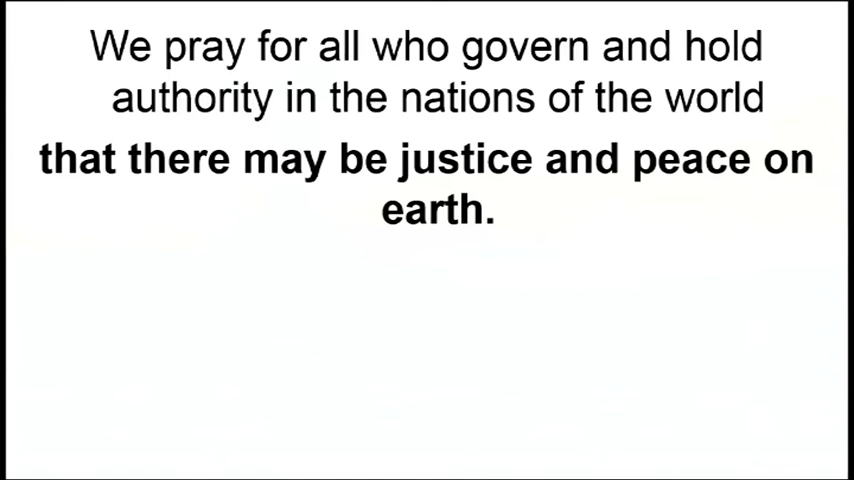 We pray for all who govern and hold
authority in the nations of the world
that there may be justice and peace on
earth.